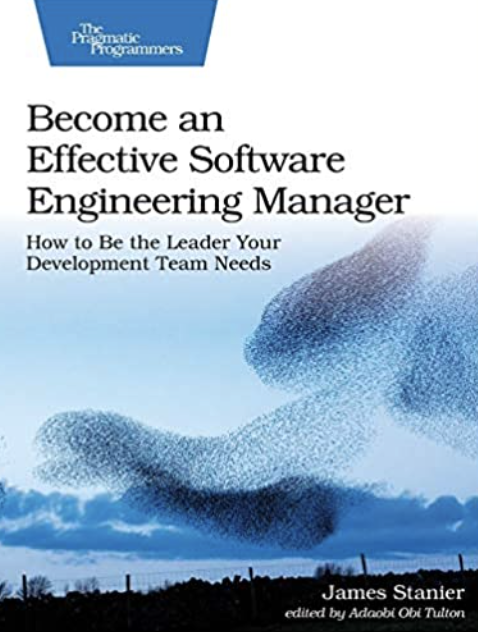 The
Pragmatic
Programmers
Become an
Effective Software
Engineering Manager
How to Be the Leader Your
Development Team Needs
James Stanier
edited by Adaobi Obi Tulton